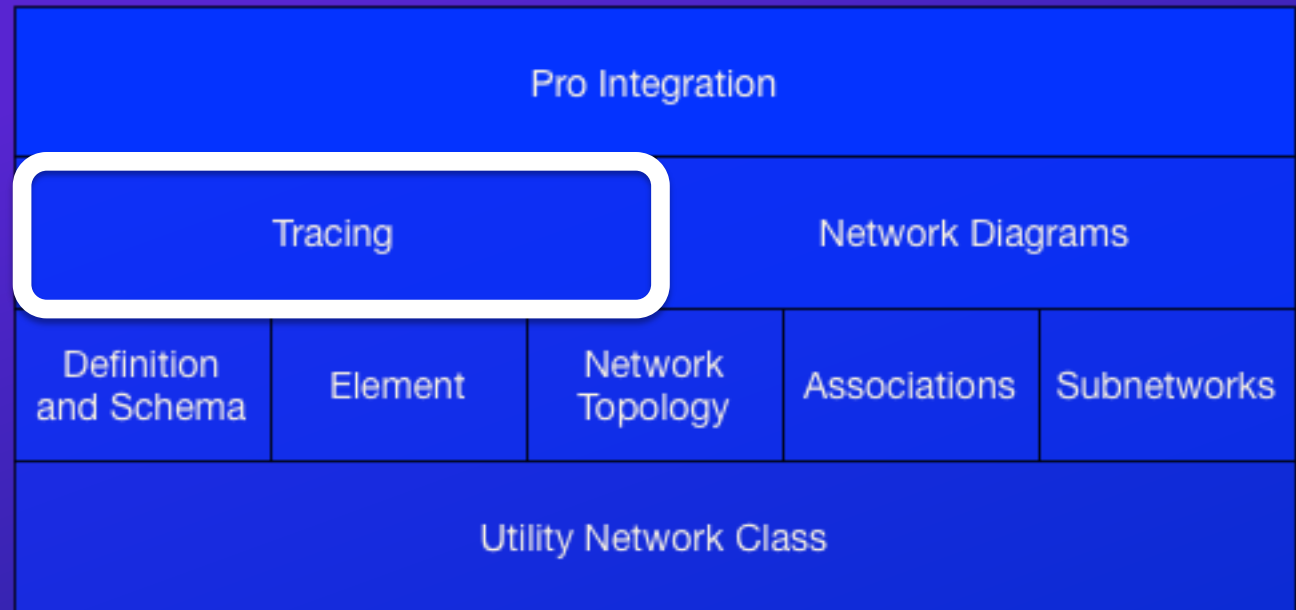 Pro Integration
Tracing
Network Diagrams
Definition
and Schema
Element
Network
Topology
Associations
Subnetworks
Utility Network Class